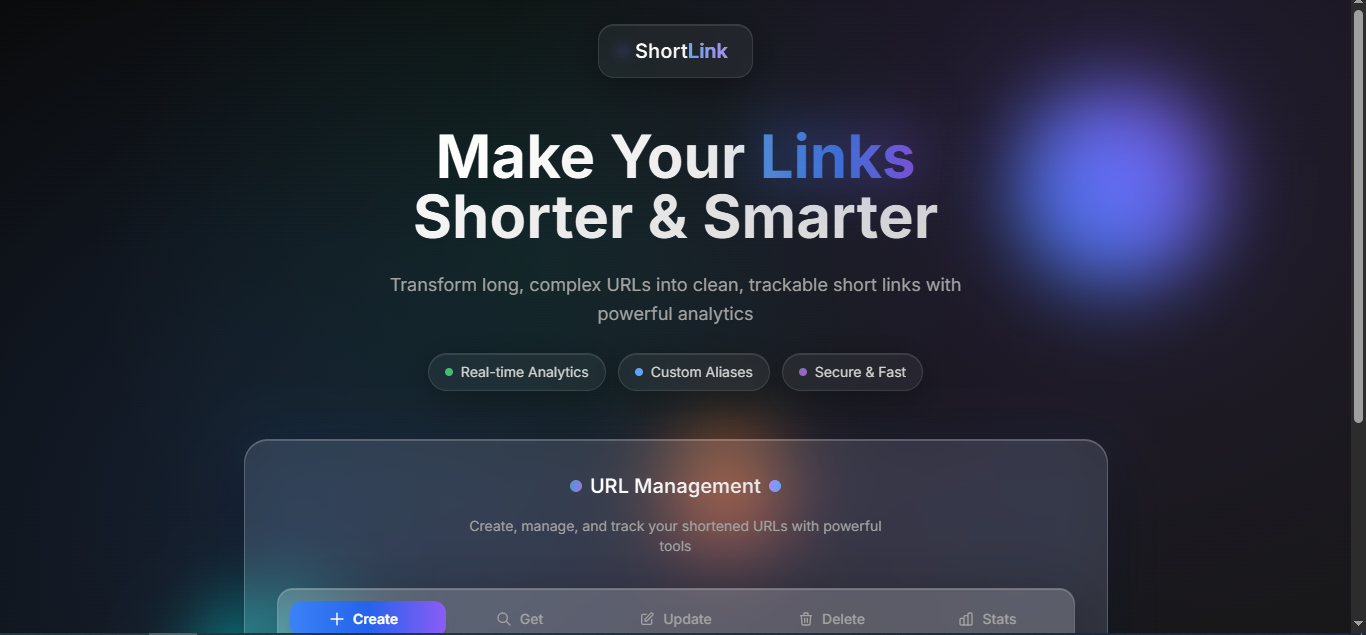 ShortLink
Make Your Links
Shorter & Smarter
Transform long, complex URLs into clean, trackable short links with
powerful analytics
Real-time Analytics
Custom Aliases
Secure & Fast
URL Management
Create, manage, and track your shortened URLs with powerful
tools
Create
Get
Update
Delete
Stats